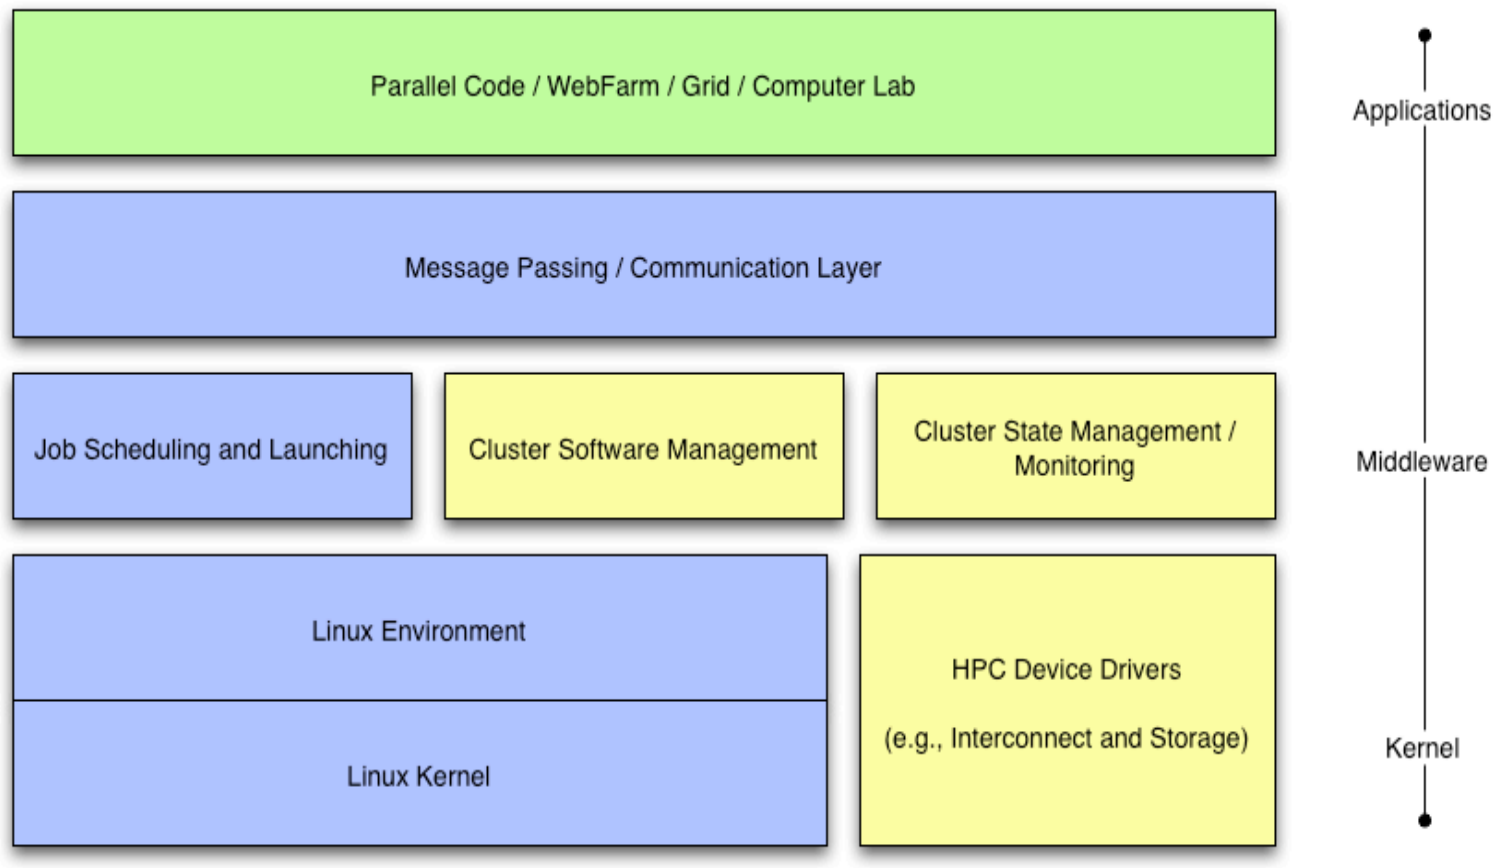 Parallel Code / WebFarm / Grid / Computer Lab
Applications
Message Passing / Communication Layer
Job Scheduling and Launching
Cluster Software Management
Cluster State Management /
Monitoring
Middleware
Linux Environment
HPC Device Drivers
(e.g., Interconnect and Storage)
Kernel
Linux Kernel